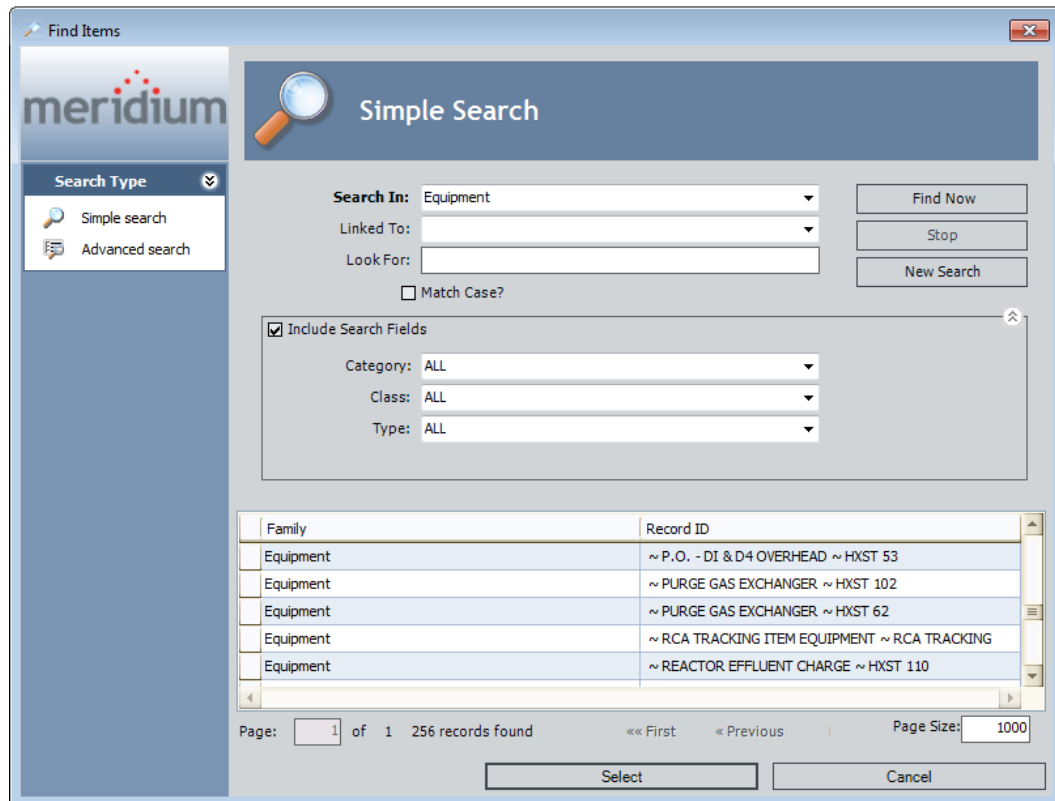 Find Items
meridium
Simple Search
Search Type
Simple search
Advanced search
Search In: Equipment
Find Now
Linked To:
Stop
Look For:
New Search
Match Case?
Include Search Fields
Category: ALL
Class: ALL
Type: ALL
Family Record ID
Equipment ~ P.O. - DI & D4 OVERHEAD ~ HXST 53
Equipment ~ PURGE GAS EXCHANGER ~ HXST 102
Equipment ~ PURGE GAS EXCHANGER ~ HXST 62
Equipment ~ RCA TRACKING ITEM EQUIPMENT ~ RCA TRACKING
Equipment ~ REACTOR EFFLUENT CHARGE ~ HXST 110
Page: 1 of 1 256 records found «« First « Previous Page Size: 1000
Select Cancel